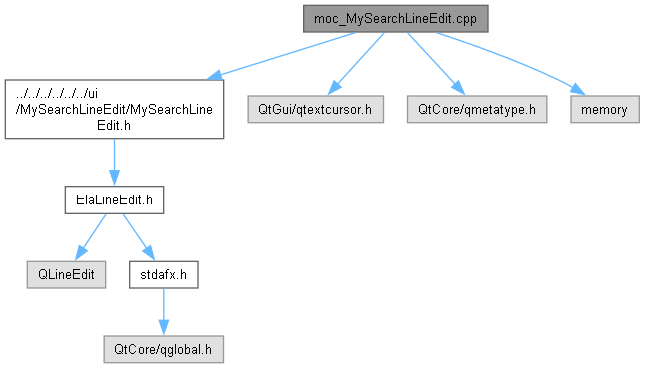 moc_MySearchLineEdit.cpp
../../../../../../ui
/MySearchLineEdit/MySearchLine
Edit.h
QtGui/qtextcursor.h
QtCore/qmetatype.h
memory
ElaLineEdit.h
QLineEdit
stdafx.h
QtCore/qglobal.h